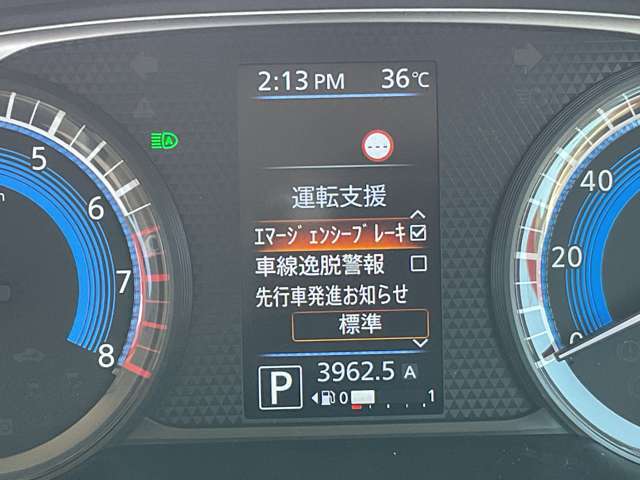 2:13 PM 36℃
---
運転支援
ｴﾏｰｼﾞｪﾝｼｰﾌﾞﾚｰｷ
車線逸脱警報
先行車発進お知らせ
標準
P 3962.5 A
0 1
5
6
7
8
40
20
0